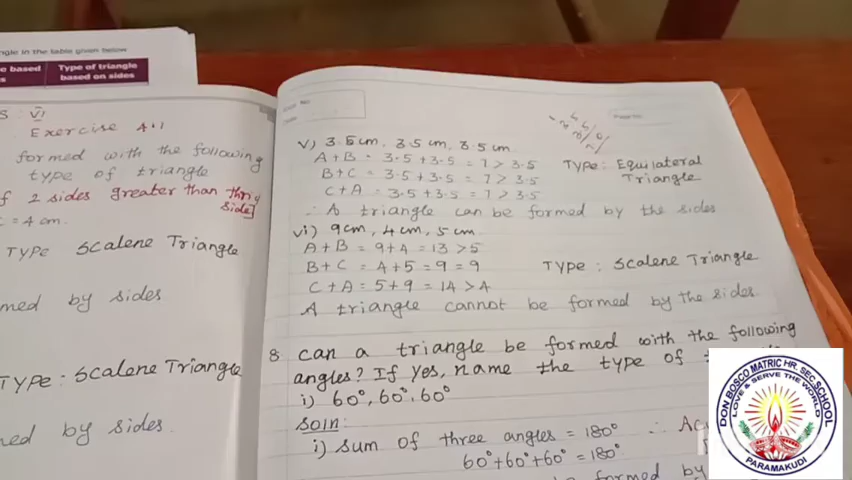 ngle in the table given below
e based
Type of triangle
based on sides
s : VI
Exercise 4.1
formed with the following
type of triangle
f 2 sides greater than thri
side]
= 4 cm.
TYPE Scalene Triangle
med by sides
TYPE : Scalene Triangle
ned by sides.
v) 3.5 cm, 3.5 cm, 3.5 cm
A + B = 3.5 + 3.5 = 7 > 3.5
B + C = 3.5 + 3.5 = 7 > 3.5
C + A = 3.5 + 3.5 = 7 > 3.5
TYPE : Equilateral
Triangle
∴ A triangle can be formed by the sides
vi) 9cm, 4 cm, 5 cm
A + B = 9 + 4 = 13 > 5
B + C = 4 + 5 = 9 = 9
C + A = 5 + 9 = 14 > 4
TYPE : Scalene Triangle
A triangle cannot be formed by the sides.
8 can a triangle be formed with the following
angles? If yes, name the type of
i) 60°, 60°, 60°
Soln:
i) Sum of three angles = 180° ∴ Acu
60° + 60° + 60° = 180°
formed by
DON BOSCO MATRIC HR. SEC. SCHOOL
LOVE & SERVE THE WORLD
PARAMAKUDI